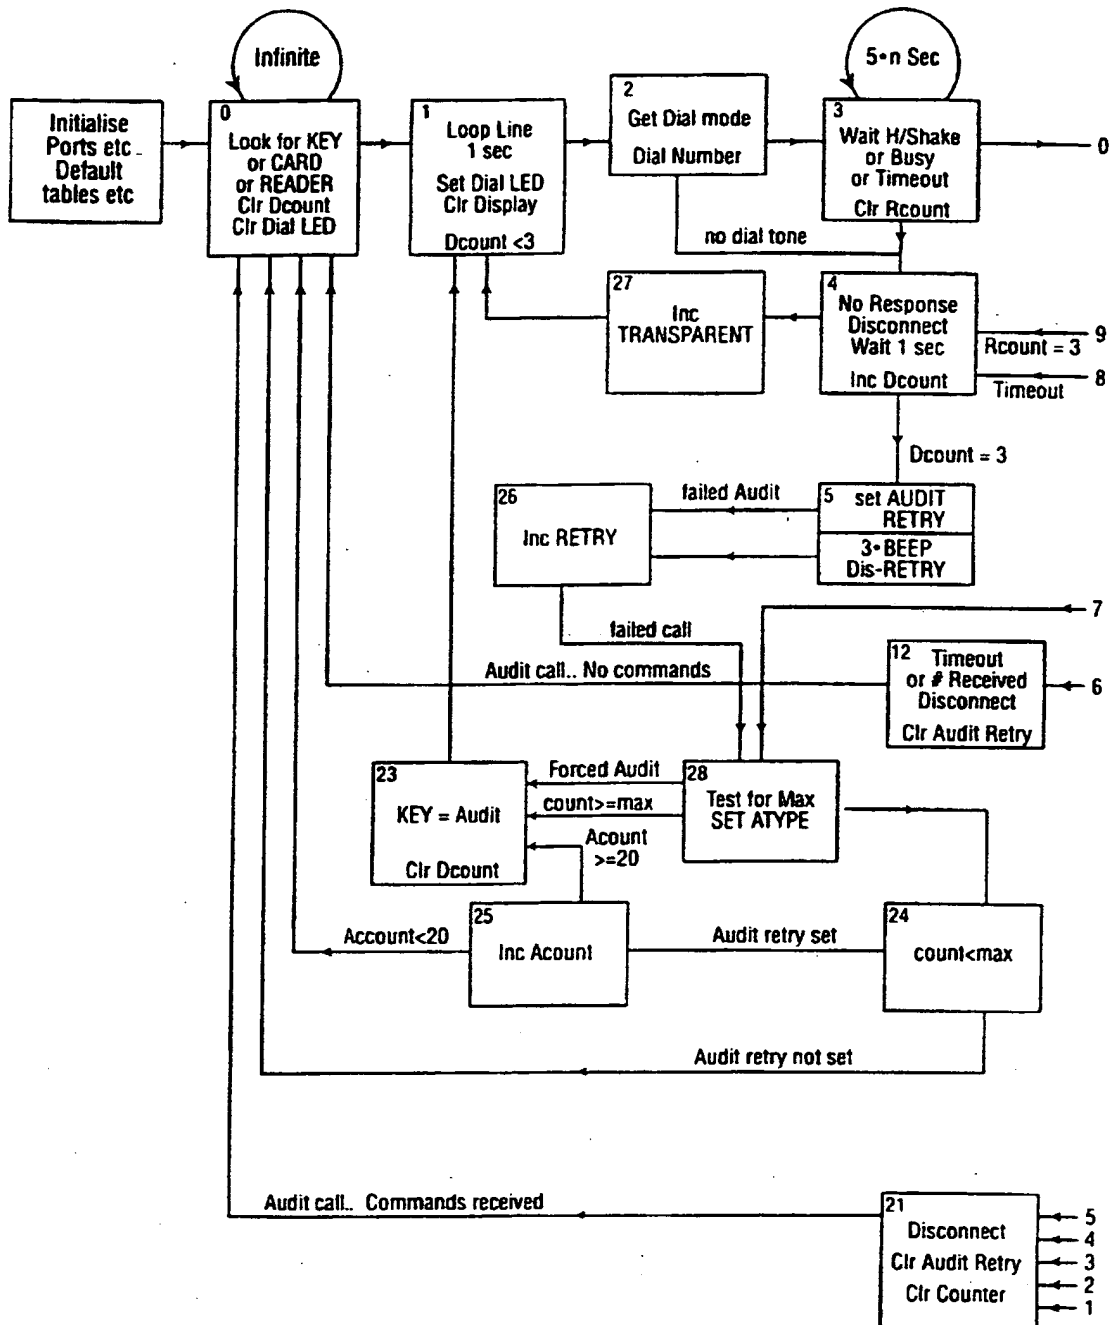 Infinite
5•n Sec
Initialise
Ports etc
Default
tables etc
0
Look for KEY
or CARD
or READER
Clr Dcount
Clr Dial LED
1
Loop Line
1 sec
Set Dial LED
Clr Display
Dcount <3
2
Get Dial mode
Dial Number
3
Wait H/Shake
or Busy
or Timeout
Clr Rcount
0
no dial tone
27
Inc
TRANSPARENT
4
No Response
Disconnect
Wait 1 sec
Inc Dcount
9
Rcount = 3
8
Timeout
Dcount = 3
26
Inc RETRY
failed Audit
5
set AUDIT
RETRY
3•BEEP
Dis-RETRY
7
failed call
Audit call.. No commands
12
Timeout
or # Received
Disconnect
Clr Audit Retry
6
23
KEY = Audit
Clr Dcount
Forced Audit
count>=max
Acount
>=20
28
Test for Max
SET ATYPE
25
Inc Acount
Account<20
Audit retry set
24
count<max
Audit retry not set
Audit call.. Commands received
21
Disconnect
Clr Audit Retry
Clr Counter
5
4
3
2
1